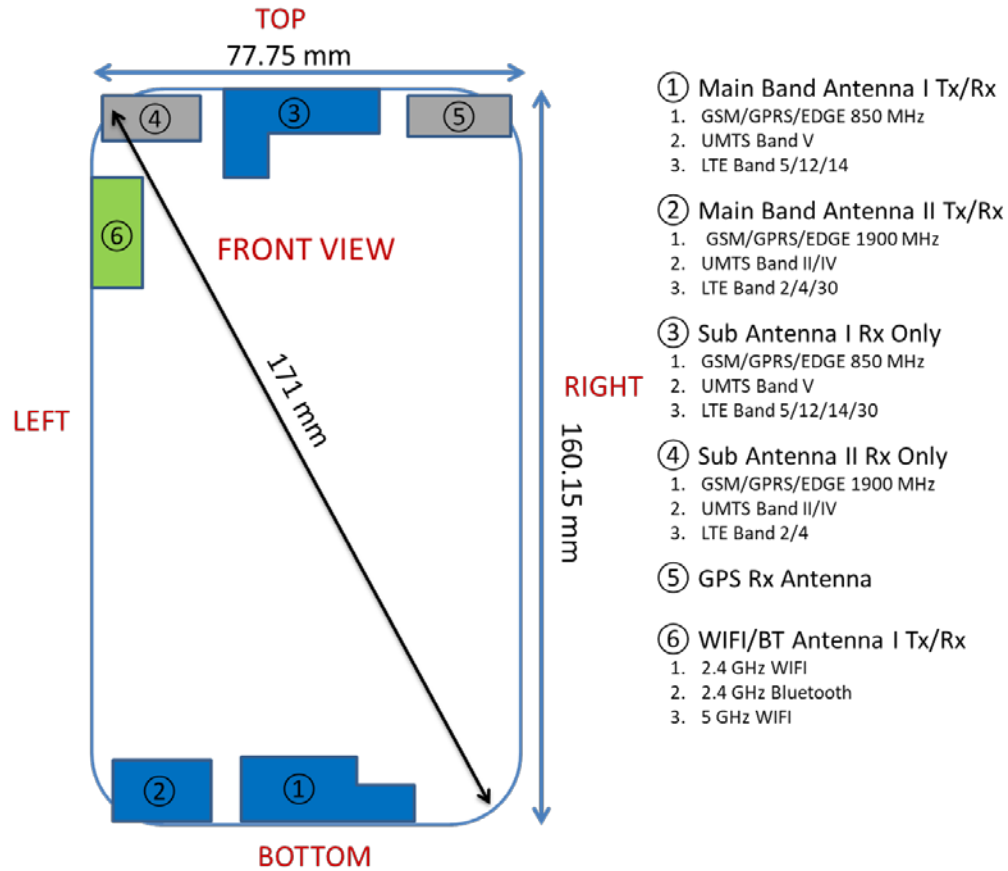 TOP
77.75 mm
④
③
⑤
⑥
FRONT VIEW
171 mm
LEFT
RIGHT
160.15 mm
②
①
BOTTOM
① Main Band Antenna I Tx/Rx
1. GSM/GPRS/EDGE 850 MHz
2. UMTS Band V
3. LTE Band 5/12/14
② Main Band Antenna II Tx/Rx
1. GSM/GPRS/EDGE 1900 MHz
2. UMTS Band II/IV
3. LTE Band 2/4/30
③ Sub Antenna I Rx Only
1. GSM/GPRS/EDGE 850 MHz
2. UMTS Band V
3. LTE Band 5/12/14/30
④ Sub Antenna II Rx Only
1. GSM/GPRS/EDGE 1900 MHz
2. UMTS Band II/IV
3. LTE Band 2/4
⑤ GPS Rx Antenna
⑥ WIFI/BT Antenna I Tx/Rx
1. 2.4 GHz WIFI
2. 2.4 GHz Bluetooth
3. 5 GHz WIFI